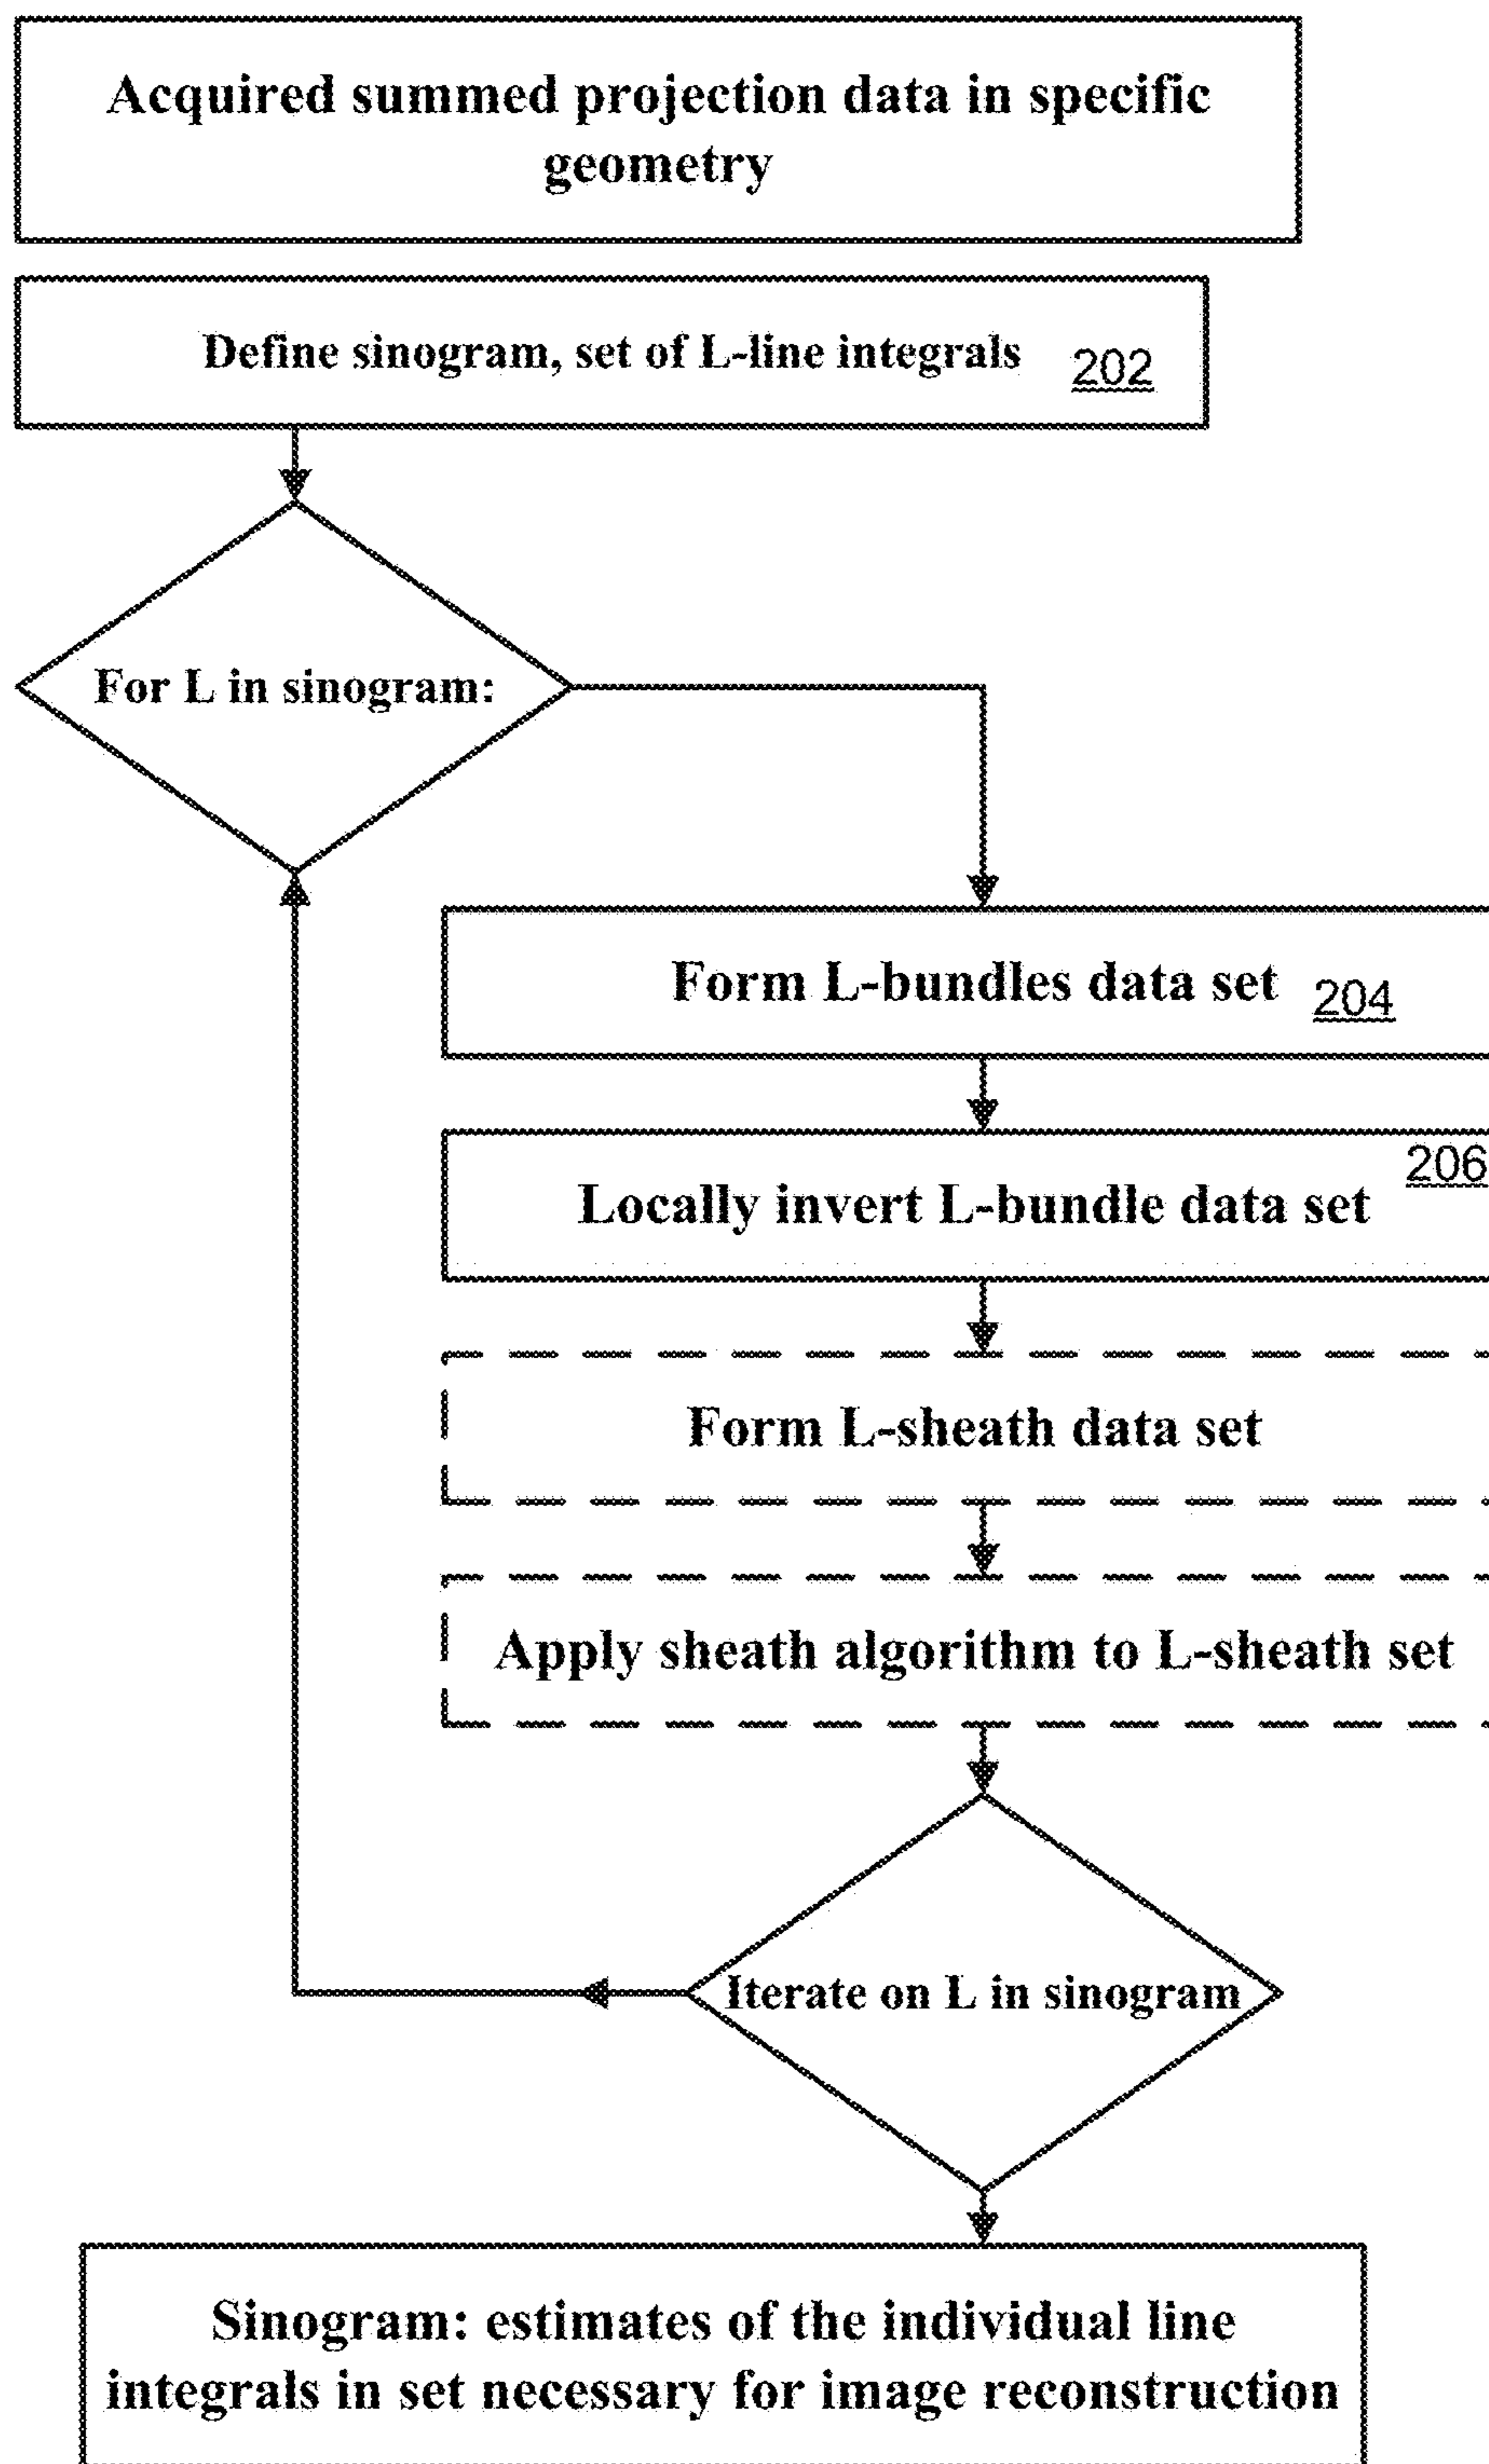 Acquired summed projection data in specific
geometry
Define sinogram, set of L-line integrals 202
For L in sinogram:
Form L-bundles data set 204
206
Locally invert L-bundle data set
Form L-sheath data set
Apply sheath algorithm to L-sheath set
Iterate on L in sinogram
Sinogram: estimates of the individual line
integrals in set necessary for image reconstruction